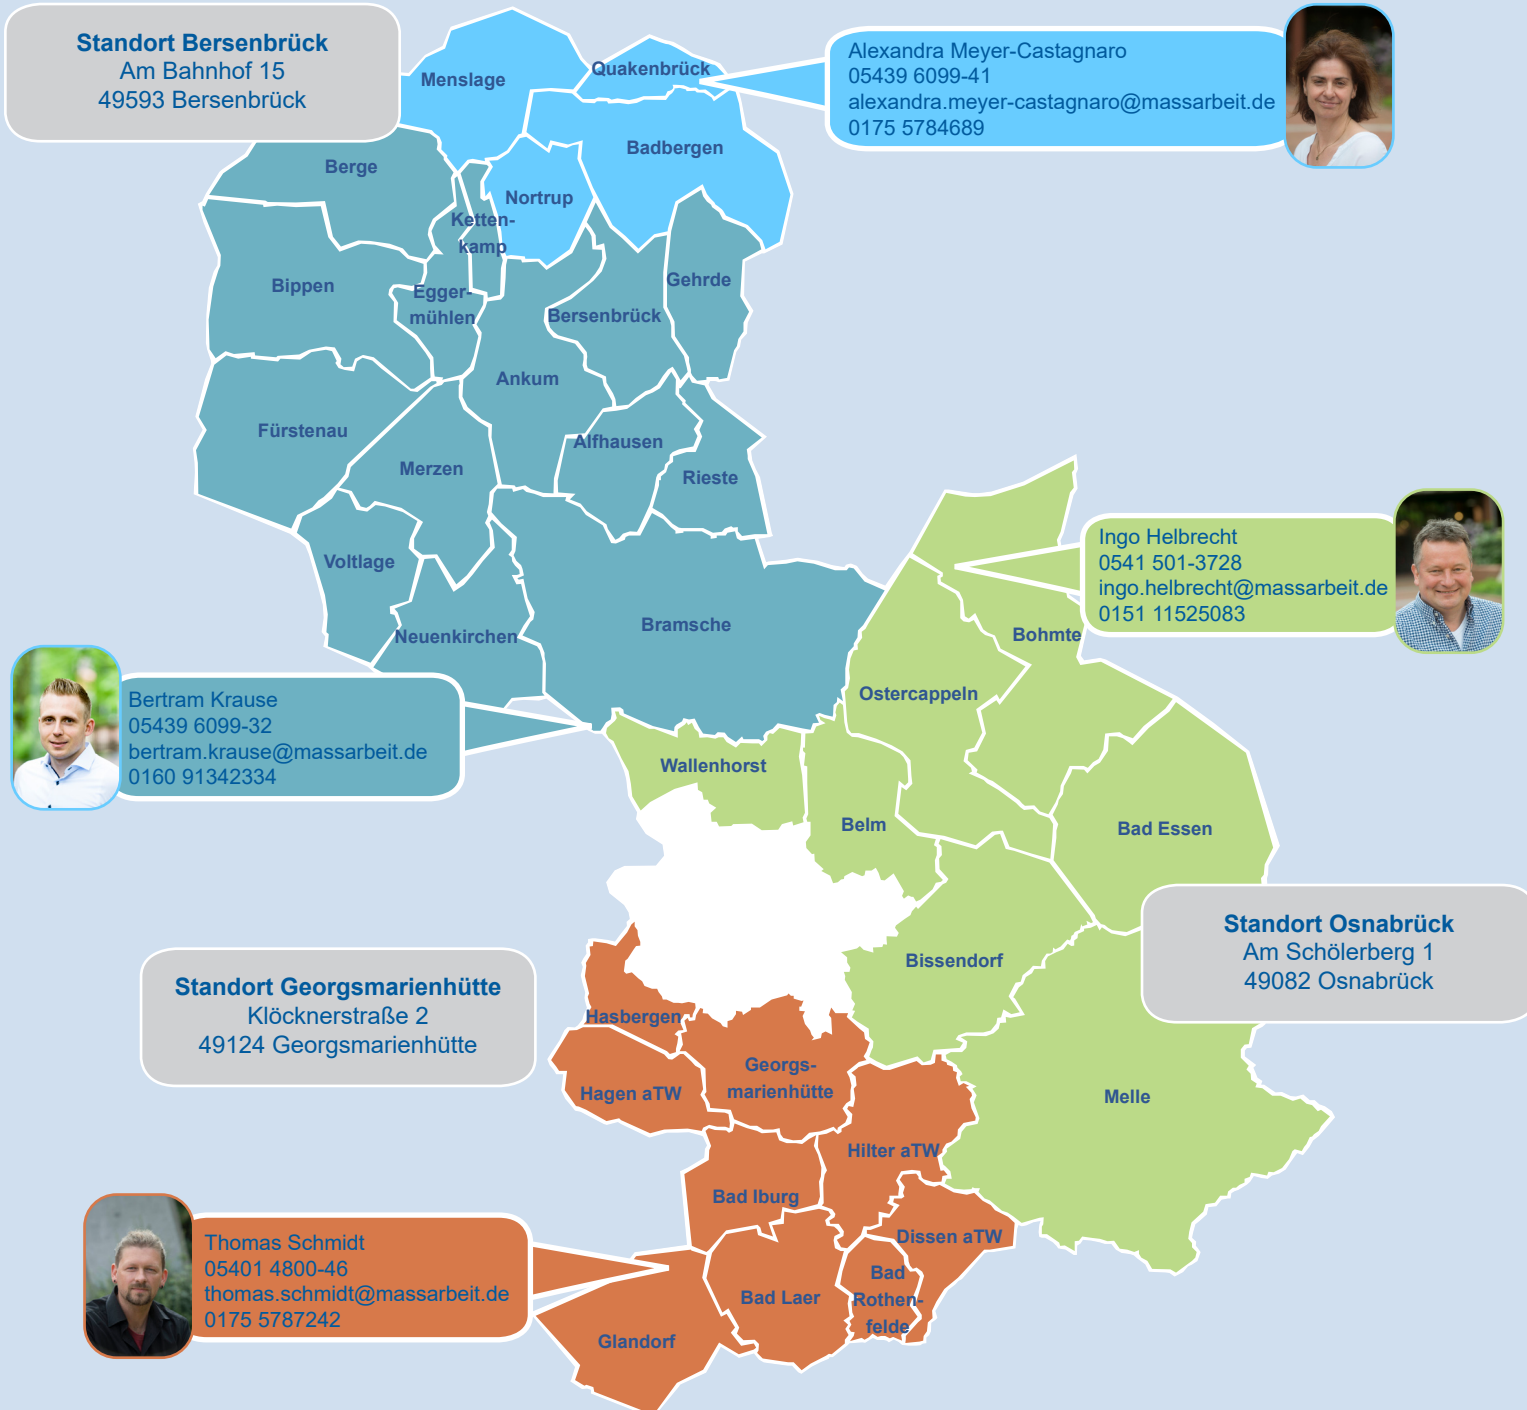 Standort Bersenbrück
Am Bahnhof 15
49593 Bersenbrück
Alexandra Meyer-Castagnaro
05439 6099-41
alexandra.meyer-castagnaro@massarbeit.de
0175 5784689
Menslage
Quakenbrück
Badbergen
Berge
Nortrup
Ketten-
kamp
Bippen
Egger-
mühlen
Gehrde
Bersenbrück
Ankum
Fürstenau
Merzen
Alfhausen
Rieste
Voltlage
Neuenkirchen
Bramsche
Ingo Helbrecht
0541 501-3728
ingo.helbrecht@massarbeit.de
0151 11525083
Bohmte
Ostercappeln
Bertram Krause
05439 6099-32
bertram.krause@massarbeit.de
0160 91342334
Wallenhorst
Belm
Bad Essen
Standort Osnabrück
Am Schölerberg 1
49082 Osnabrück
Bissendorf
Standort Georgsmarienhütte
Klöcknerstraße 2
49124 Georgsmarienhütte
Hasbergen
Georgs-
marienhütte
Hagen aTW
Melle
Hilter aTW
Bad Iburg
Dissen aTW
Thomas Schmidt
05401 4800-46
thomas.schmidt@massarbeit.de
0175 5787242
Bad
Rothen-
felde
Bad Laer
Glandorf